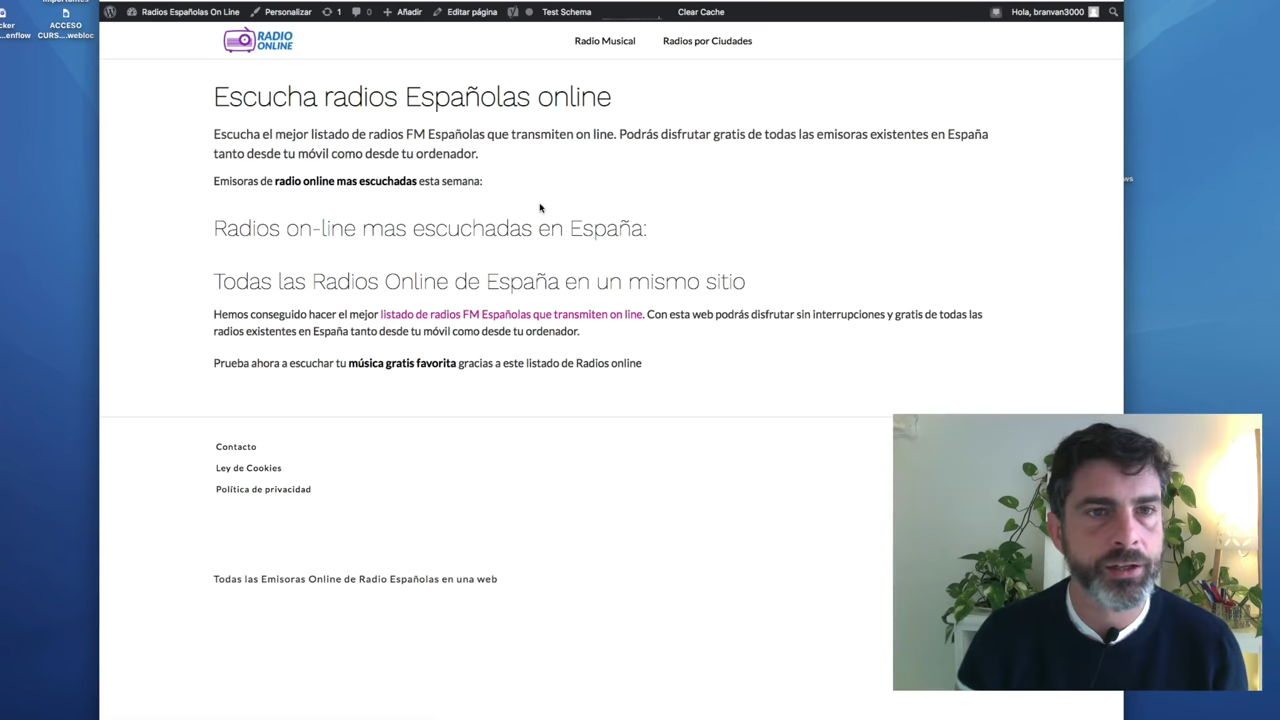 importantes
cker
....enflow
ACCESO
CURS....webloc
Radios Españolas On Line
Personalizar
1
0
Añadir
Editar página
Test Schema
Clear Cache
Hola, branvan3000
RADIO
ONLINE
Radio Musical
Radios por Ciudades
Escucha radios Españolas online
Escucha el mejor listado de radios FM Españolas que transmiten on line. Podrás disfrutar gratis de todas las emisoras existentes en España
tanto desde tu móvil como desde tu ordenador.
Emisoras de radio online mas escuchadas esta semana:
Radios on-line mas escuchadas en España:
Todas las Radios Online de España en un mismo sitio
Hemos conseguido hacer el mejor listado de radios FM Españolas que transmiten on line. Con esta web podrás disfrutar sin interrupciones y gratis de todas las
radios existentes en España tanto desde tu móvil como desde tu ordenador.
Prueba ahora a escuchar tu música gratis favorita gracias a este listado de Radios online
Contacto
Ley de Cookies
Política de privacidad
Todas las Emisoras Online de Radio Españolas en una web